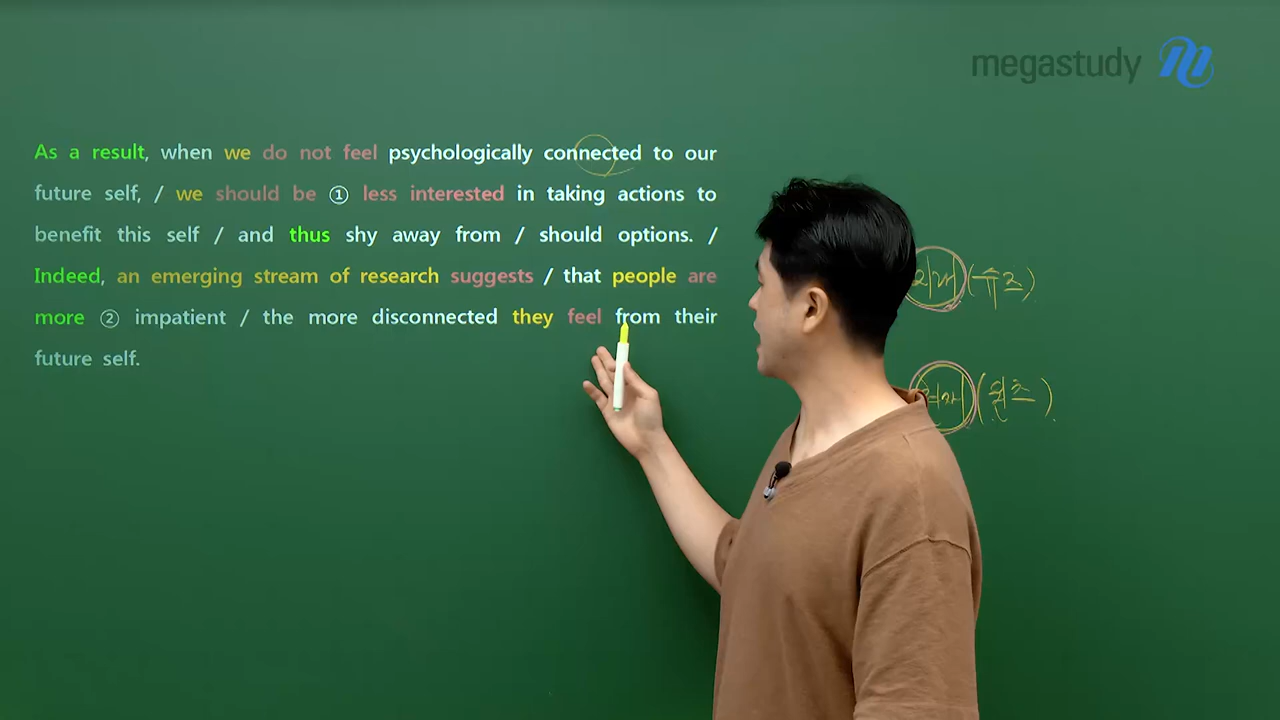 megastudy
As a result, when we do not feel psychologically connected to our
future self, / we should be ① less interested in taking actions to
benefit this self / and thus shy away from / should options. /
Indeed, an emerging stream of research suggests / that people are
more ② impatient / the more disconnected they feel from their
future self.